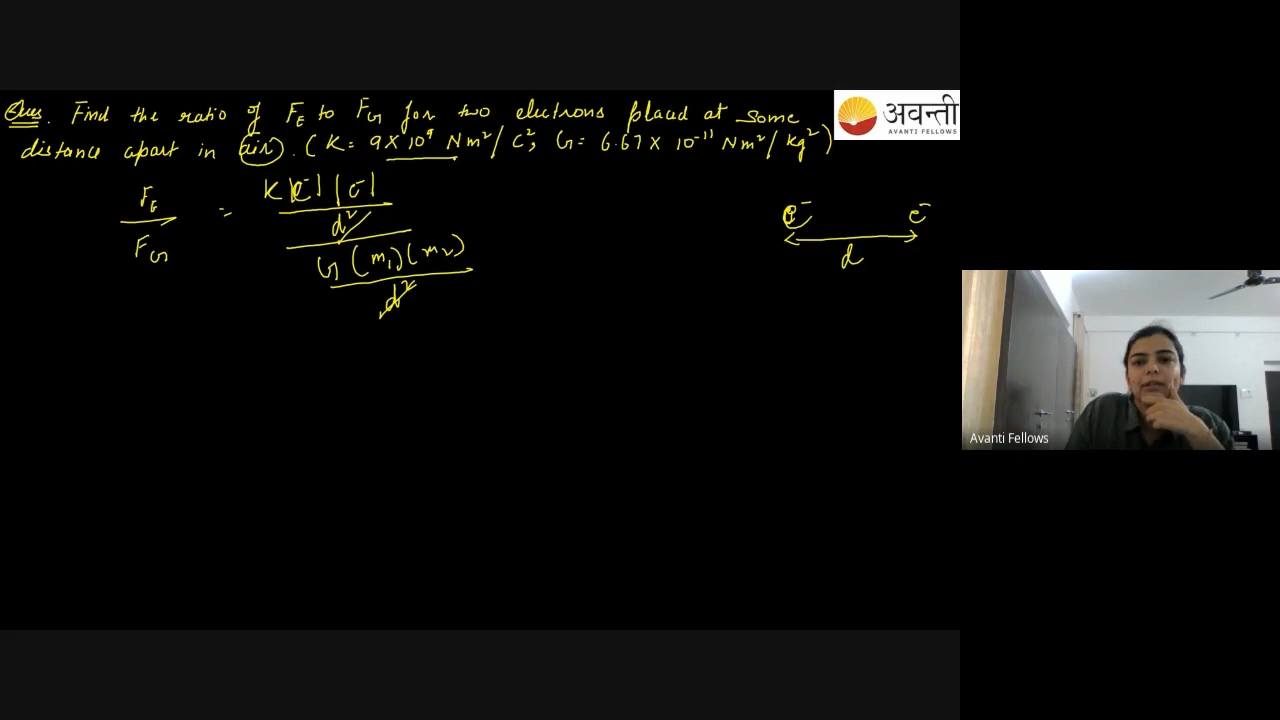 Ques. Find the ratio of F_E to F_G for two electrons placed at some
distance apart in air. (K = 9 × 10⁹ Nm²/C², G = 6.67 × 10⁻¹¹ Nm²/kg²)
अवन्ती
AVANTI FELLOWS
F_E / F_G = K|e⁻| |e⁻| / d²
G (m₁)(m₂) / d²
e⁻ e⁻
d
Avanti Fellows